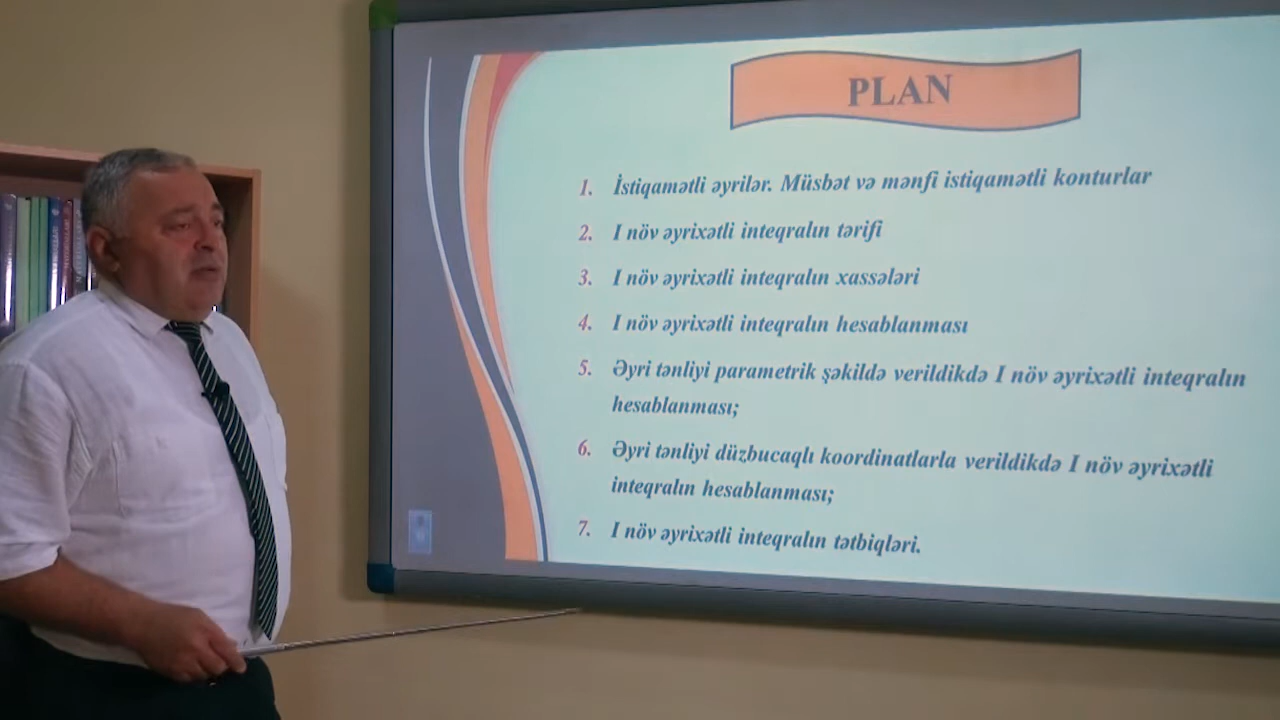 PLAN
1. İstiqamətli əyrilər. Müsbət və mənfi istiqamətli konturlar
2. I növ əyrixətli inteqralın tərifi
3. I növ əyrixətli inteqralın xassələri
4. I növ əyrixətli inteqralın hesablanması
5. Əyri tənliyi parametrik şəkildə verildikdə I növ əyrixətli inteqralın
hesablanması;
6. Əyri tənliyi düzbucaqlı koordinatlarla verildikdə I növ əyrixətli
inteqralın hesablanması;
7. I növ əyrixətli inteqralın tətbiqləri.